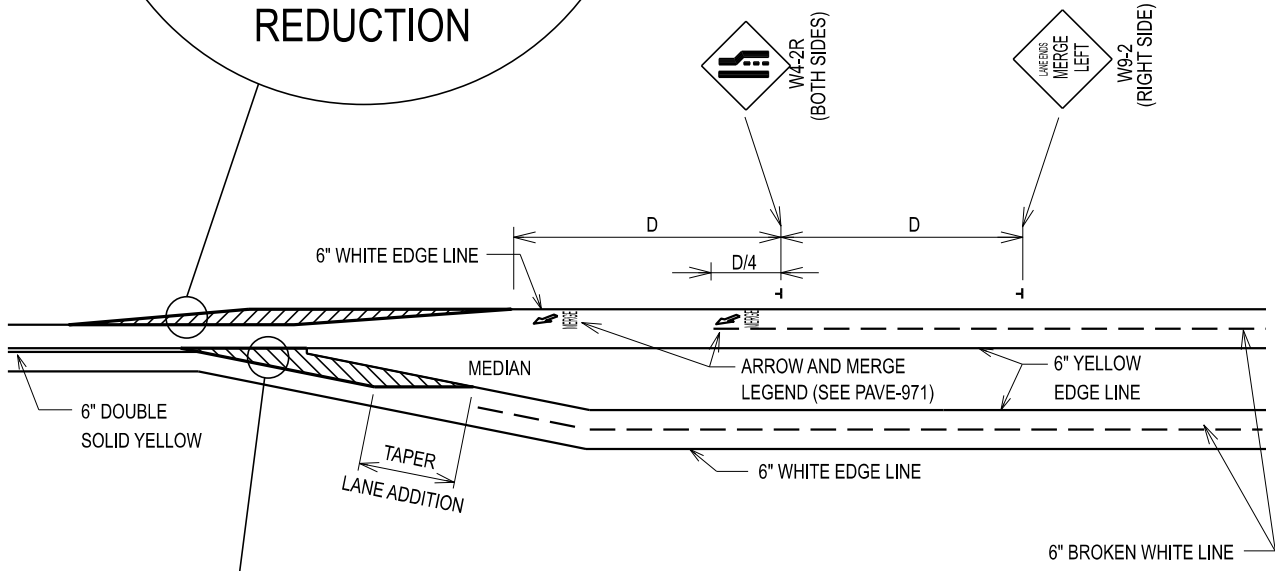 REDUCTION
W4-2R
(BOTH SIDES)
LANE ENDS
MERGE
LEFT
W9-2
(RIGHT SIDE)
D
D
D/4
6" WHITE EDGE LINE
MERGE
MERGE
MEDIAN
ARROW AND MERGE
LEGEND (SEE PAVE-971)
6" YELLOW
EDGE LINE
6" DOUBLE
SOLID YELLOW
TAPER
LANE ADDITION
6" WHITE EDGE LINE
6" BROKEN WHITE LINE